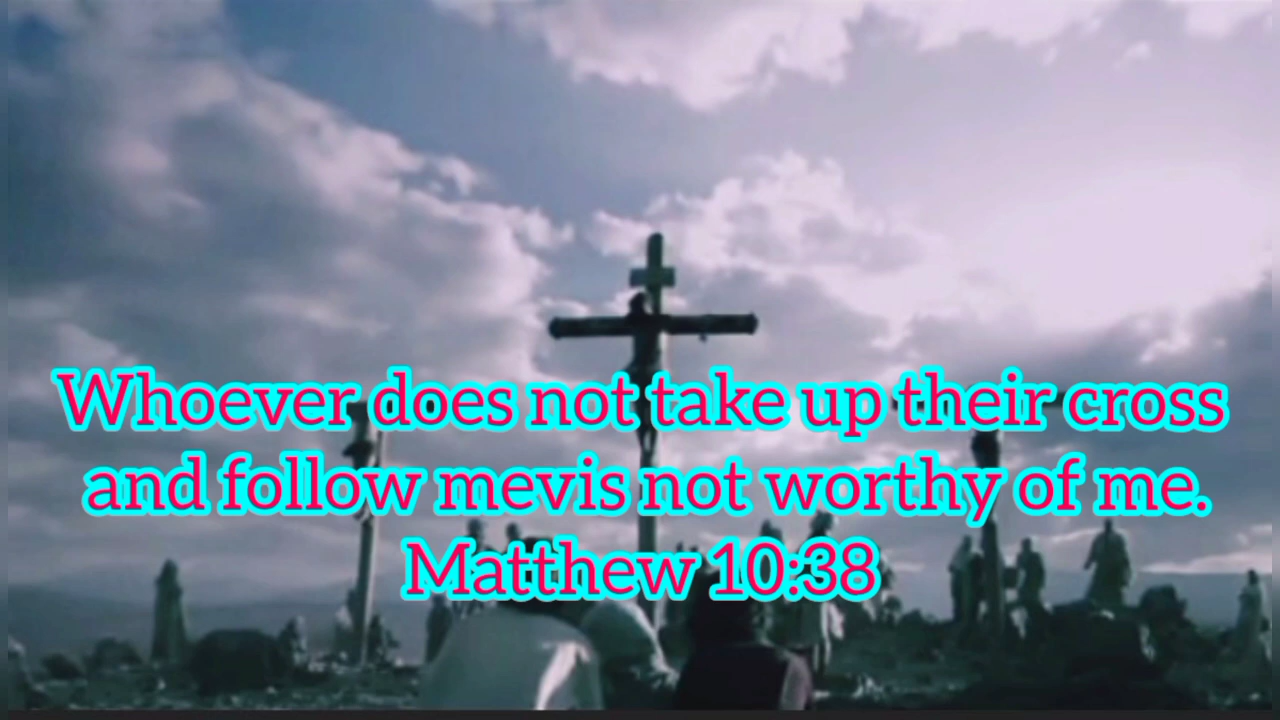 Whoever does not take up their cross
and follow mevis not worthy of me.
Matthew 10:38